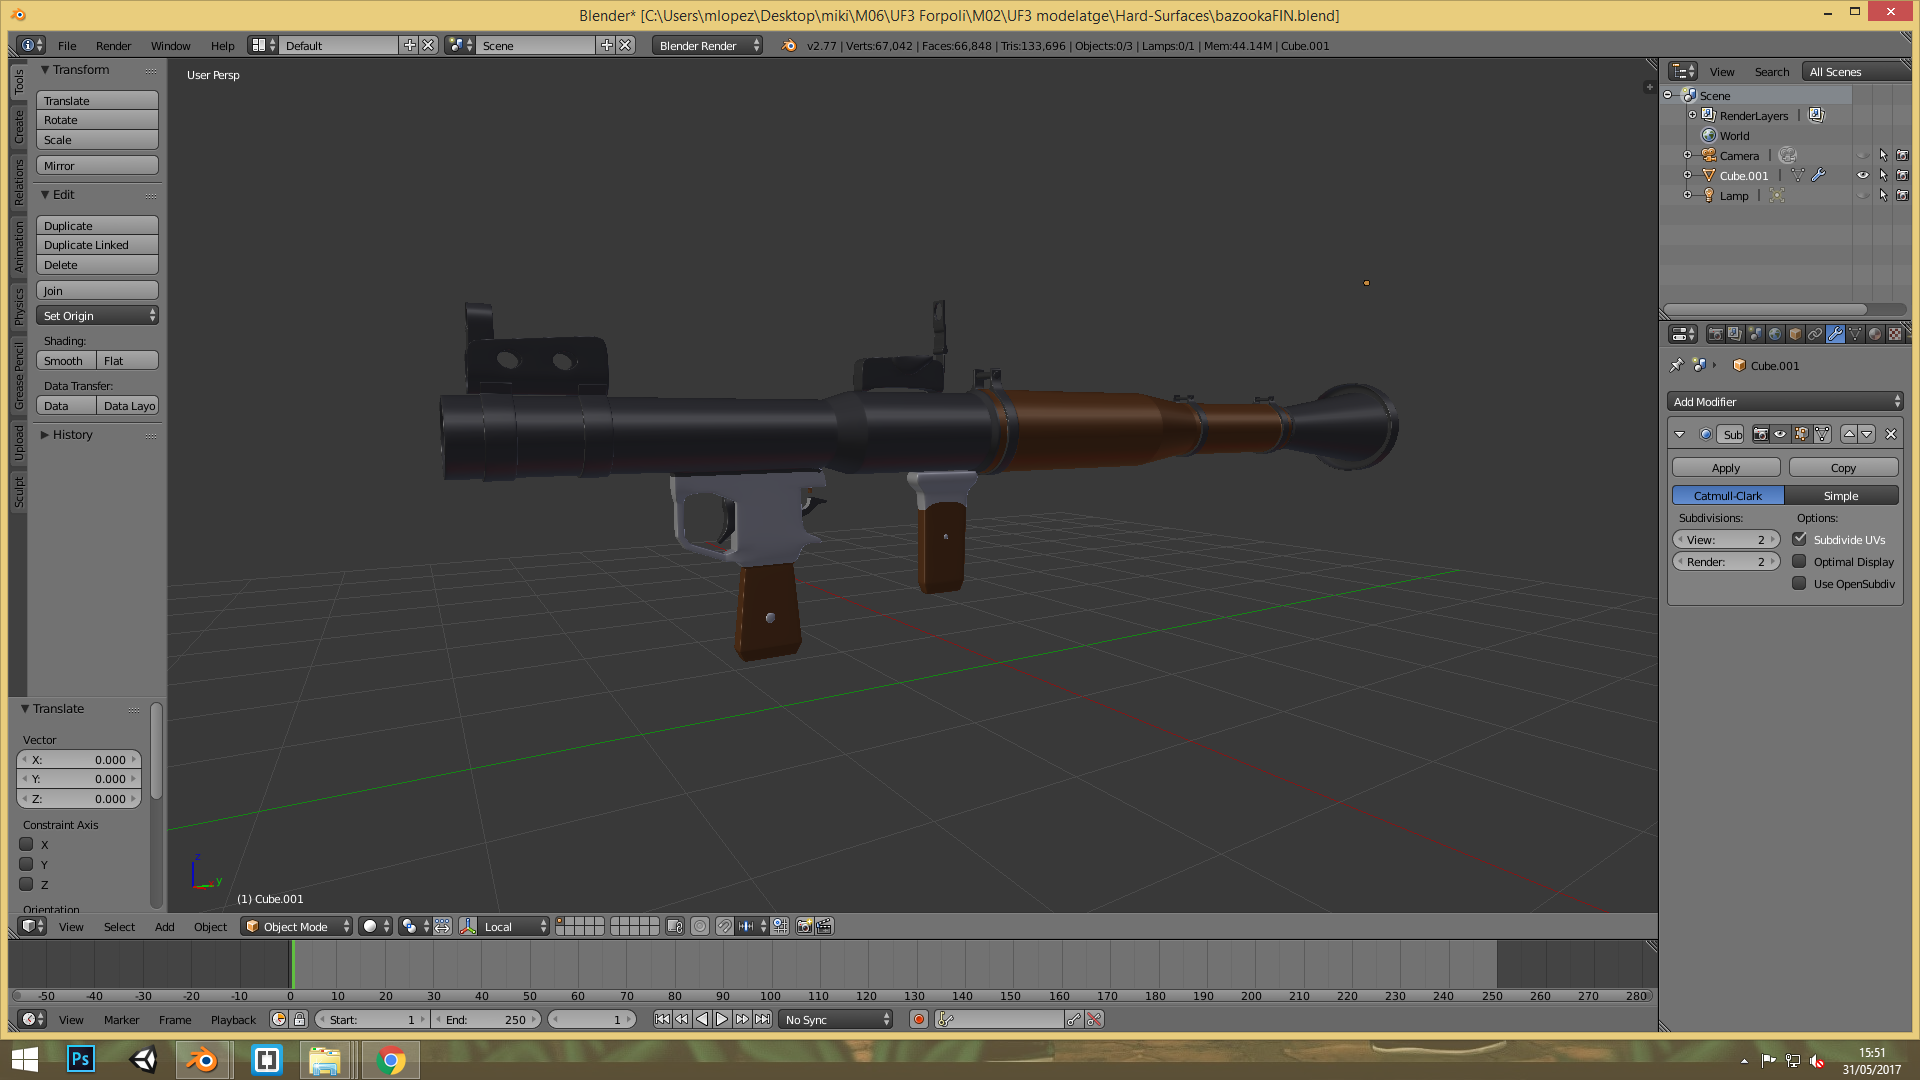 Blender* [C:\Users\mlopez\Desktop\miki\M06\UF3 Forpoli\M02\UF3 modelatge\Hard-Surfaces\bazookaFIN.blend]
File Render Window Help Default Scene Blender Render v2.77 | Verts:67,042 | Faces:66,848 | Tris:133,696 | Objects:0/3 | Lamps:0/1 | Mem:44.14M | Cube.001
Tools
Create
Relations
Animation
Physics
Grease Pencil
Upload
Sculpt
Transform
Translate
Rotate
Scale
Mirror
Edit
Duplicate
Duplicate Linked
Delete
Join
Set Origin
Shading:
Smooth Flat
Data Transfer:
Data Data Layo
History
Translate
Vector
X: 0.000
Y: 0.000
Z: 0.000
Constraint Axis
X
Y
Z
Orientation
User Persp
z
y
(1) Cube.001
View Select Add Object Object Mode Local
-50 -40 -30 -20 -10 0 10 20 30 40 50 60 70 80 90 100 110 120 130 140 150 160 170 180 190 200 210 220 230 240 250 260 270 280
View Marker Frame Playback Start: 1 End: 250 1 No Sync
View Search All Scenes
Scene
RenderLayers
World
Camera
Cube.001
Lamp
Cube.001
Add Modifier
Sub
Apply Copy
Catmull-Clark Simple
Subdivisions: Options:
View: 2 Subdivide UVs
Render: 2 Optimal Display
Use OpenSubdiv
Ps
15:51
31/05/2017